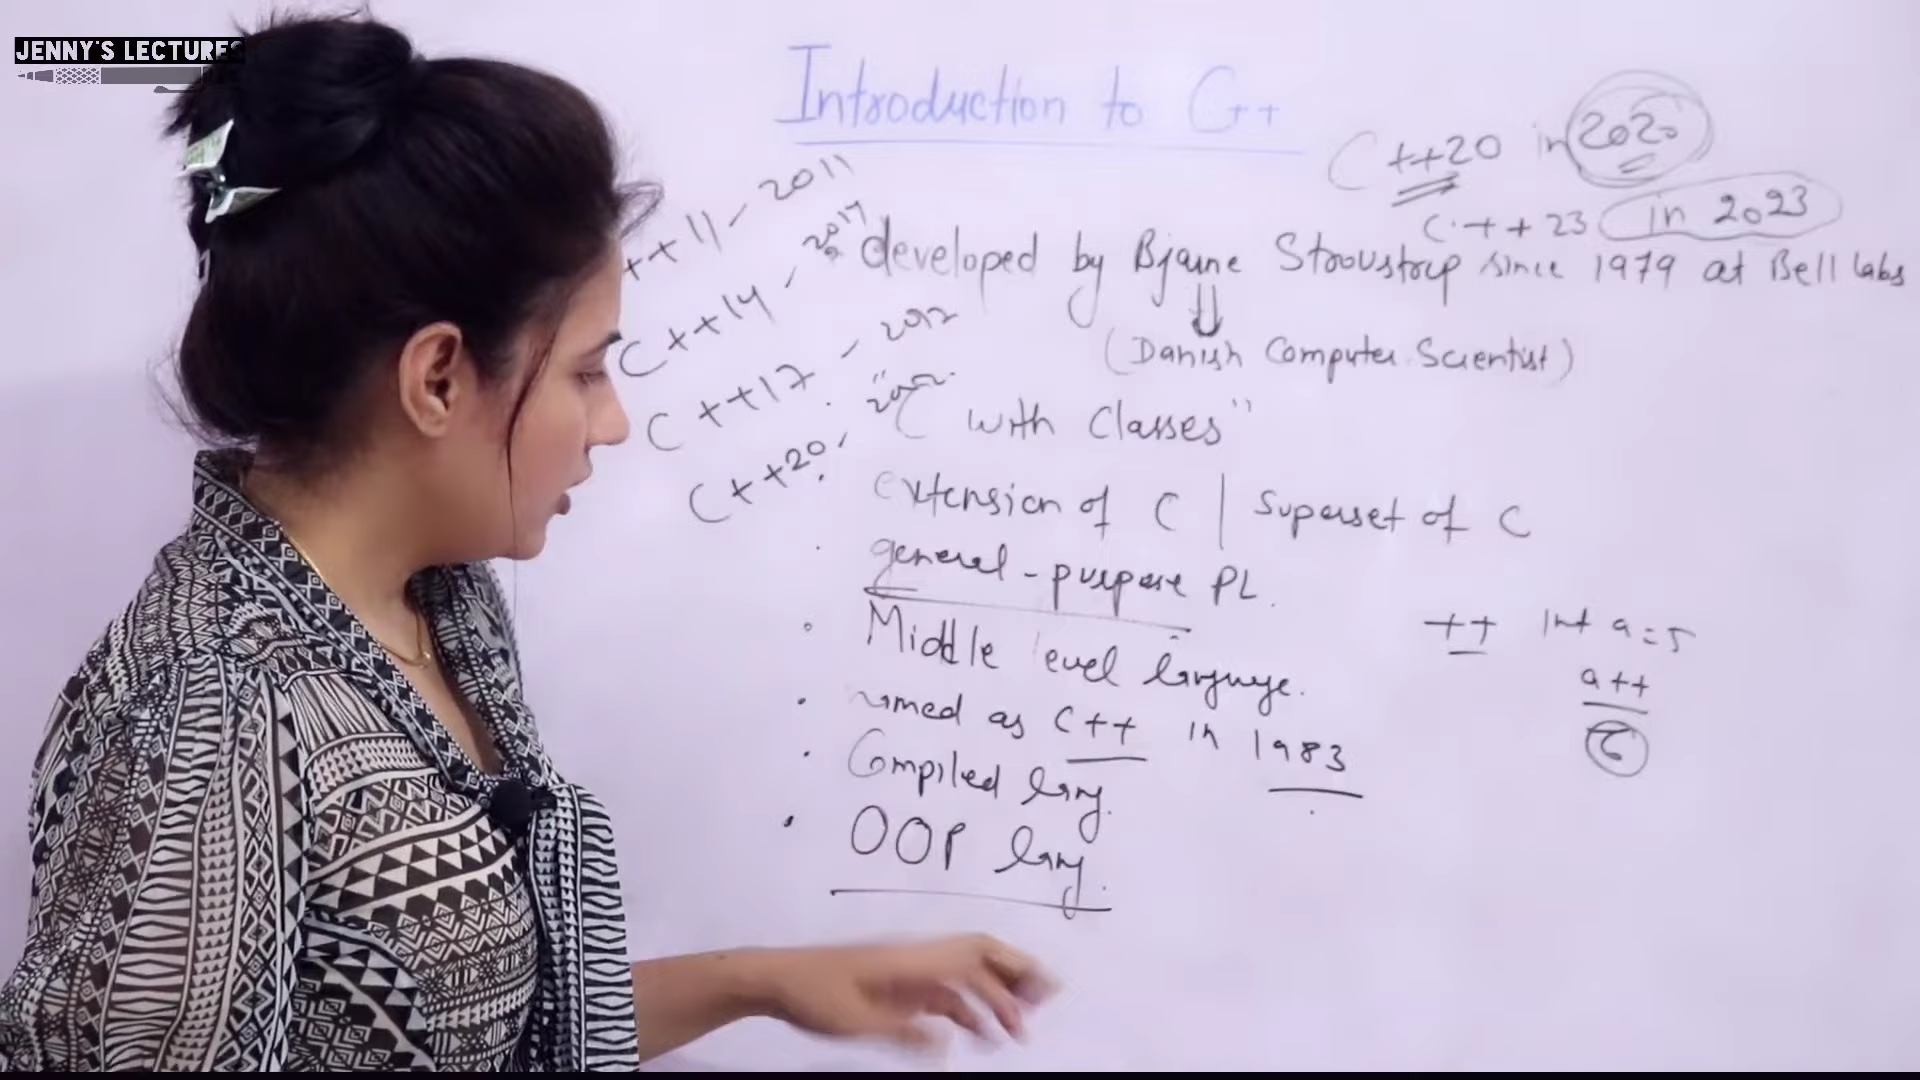 JENNY'S LECTURES
Introduction to C++
C++20 in 2020
C++23 in 2023
++11 - 2011
C++14 - 2014
C++17 - 2017
C++20 -
developed by Bjarne Stroustrup since 1979 at Bell labs
(Danish Computer Scientist)
"C with Classes"
extension of C | Superset of C
general-purpose PL.
Middle level language.
named as C++ in 1983
Compiled lang.
OOP lang.
++ int a = 5
a++
6